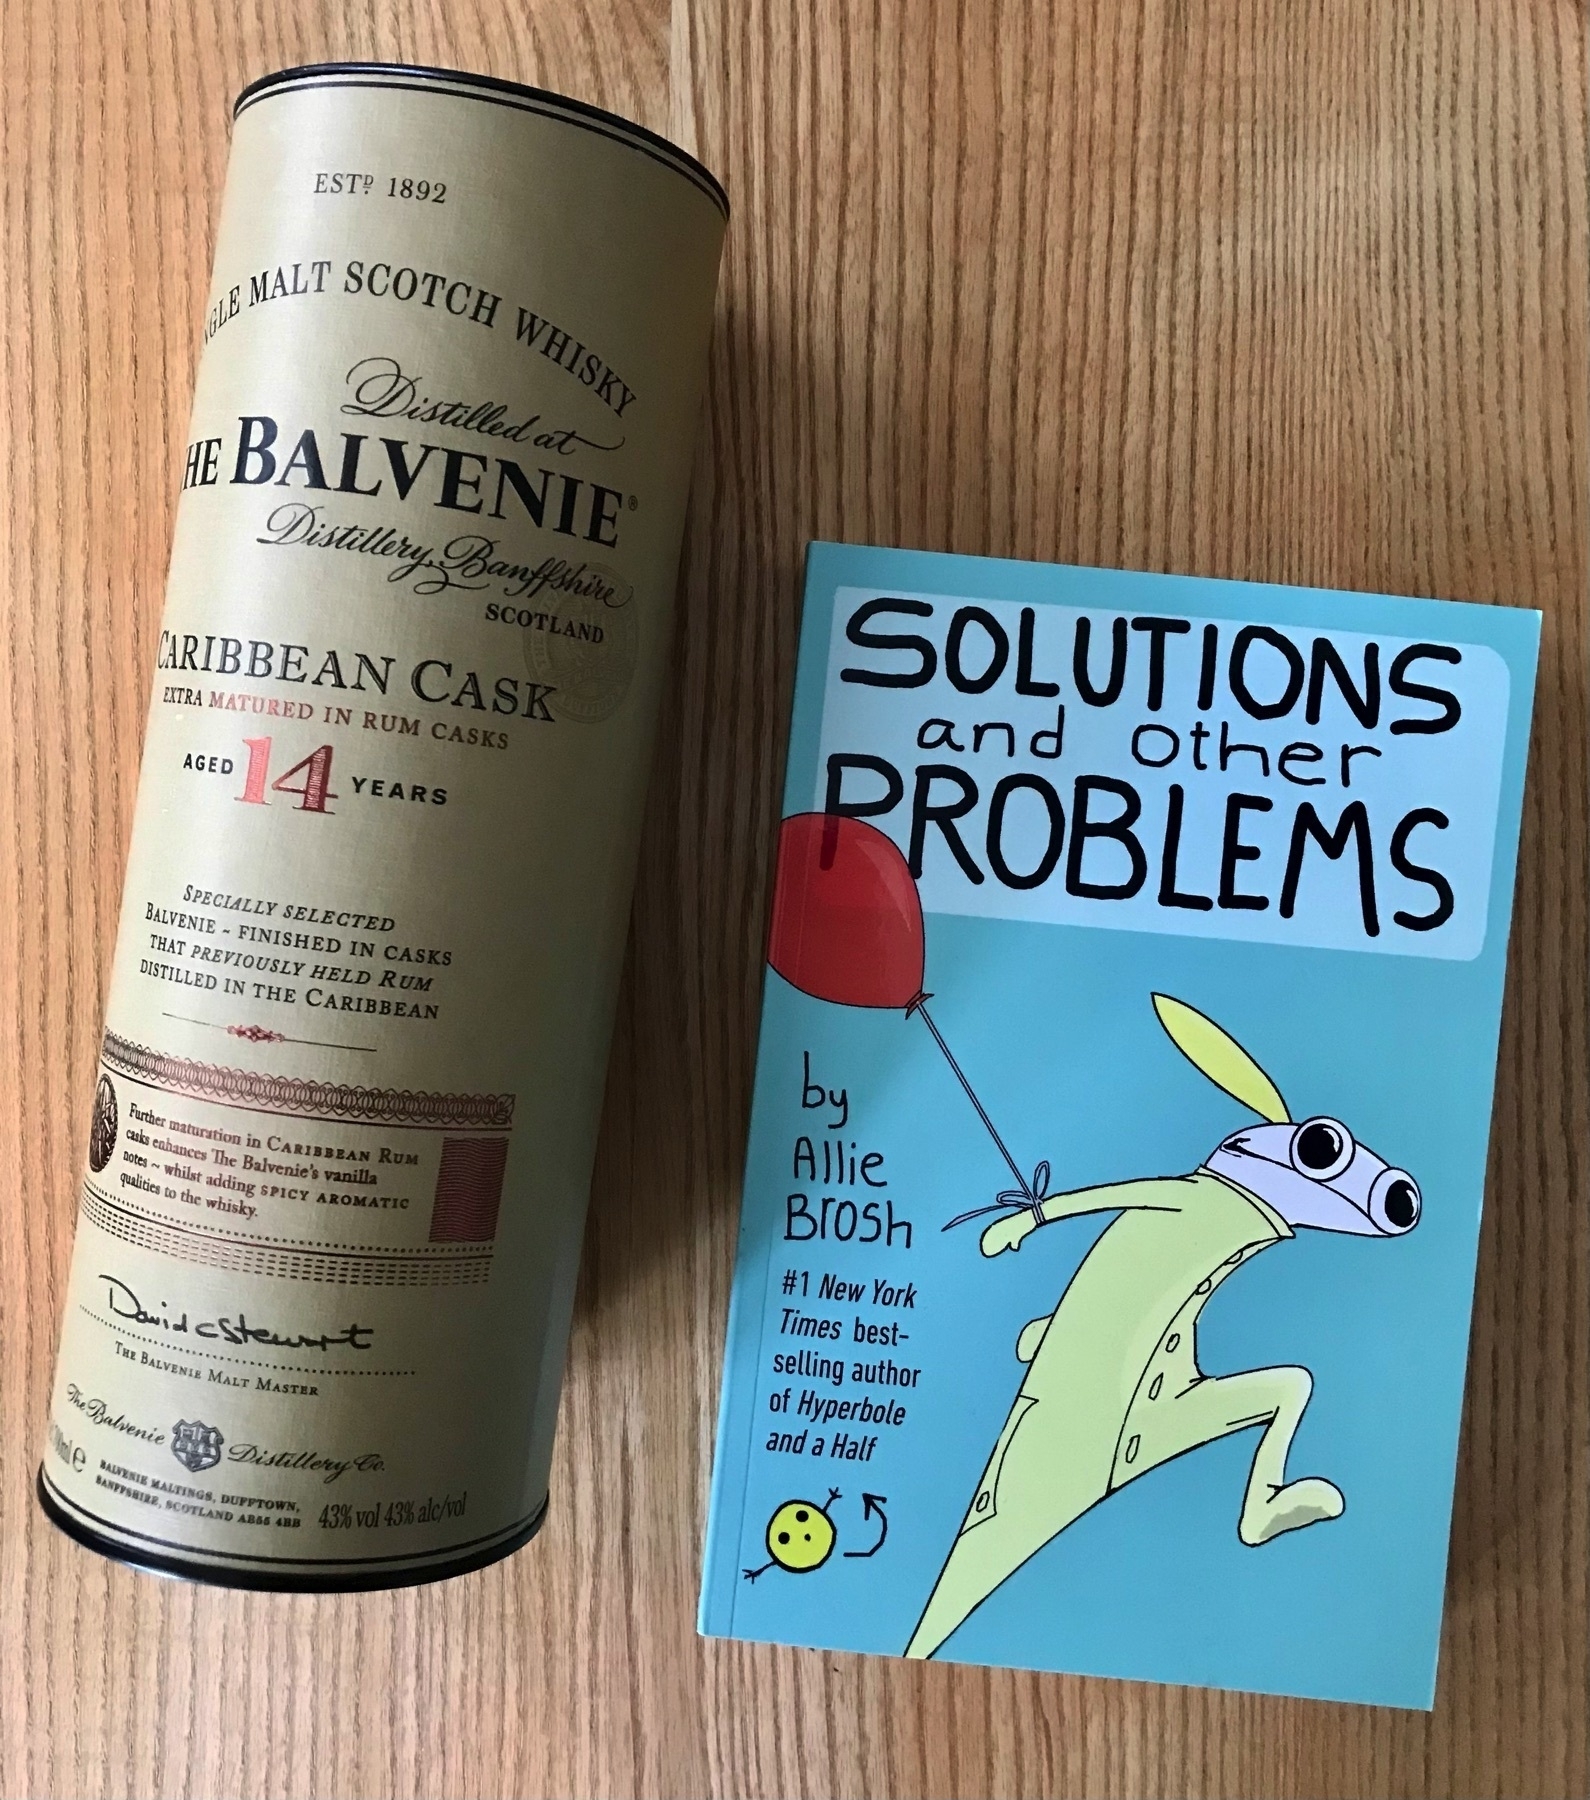 ESTᴰ 1892
MALT SCOTCH WHISKY
Distilled at
THE BALVENIE®
Distillery, Banffshire
SCOTLAND
CARIBBEAN CASK
EXTRA MATURED IN RUM CASKS
AGED 14 YEARS
SPECIALLY SELECTED
BALVENIE ~ FINISHED IN CASKS
THAT PREVIOUSLY HELD RUM
DISTILLED IN THE CARIBBEAN
Further maturation in CARIBBEAN RUM
casks enhances The Balvenie's vanilla
notes ~ whilst adding SPICY AROMATIC
qualities to the whisky.
David C Stewart
THE BALVENIE MALT MASTER
The Balvenie Distillery Co.
BALVENIE MALTINGS, DUFFTOWN,
BANFFSHIRE, SCOTLAND AB55 4BB
43% vol 43% alc/vol
SOLUTIONS
and other
PROBLEMS
by
Allie
Brosh
#1 New York
Times best-
selling author
of Hyperbole
and a Half